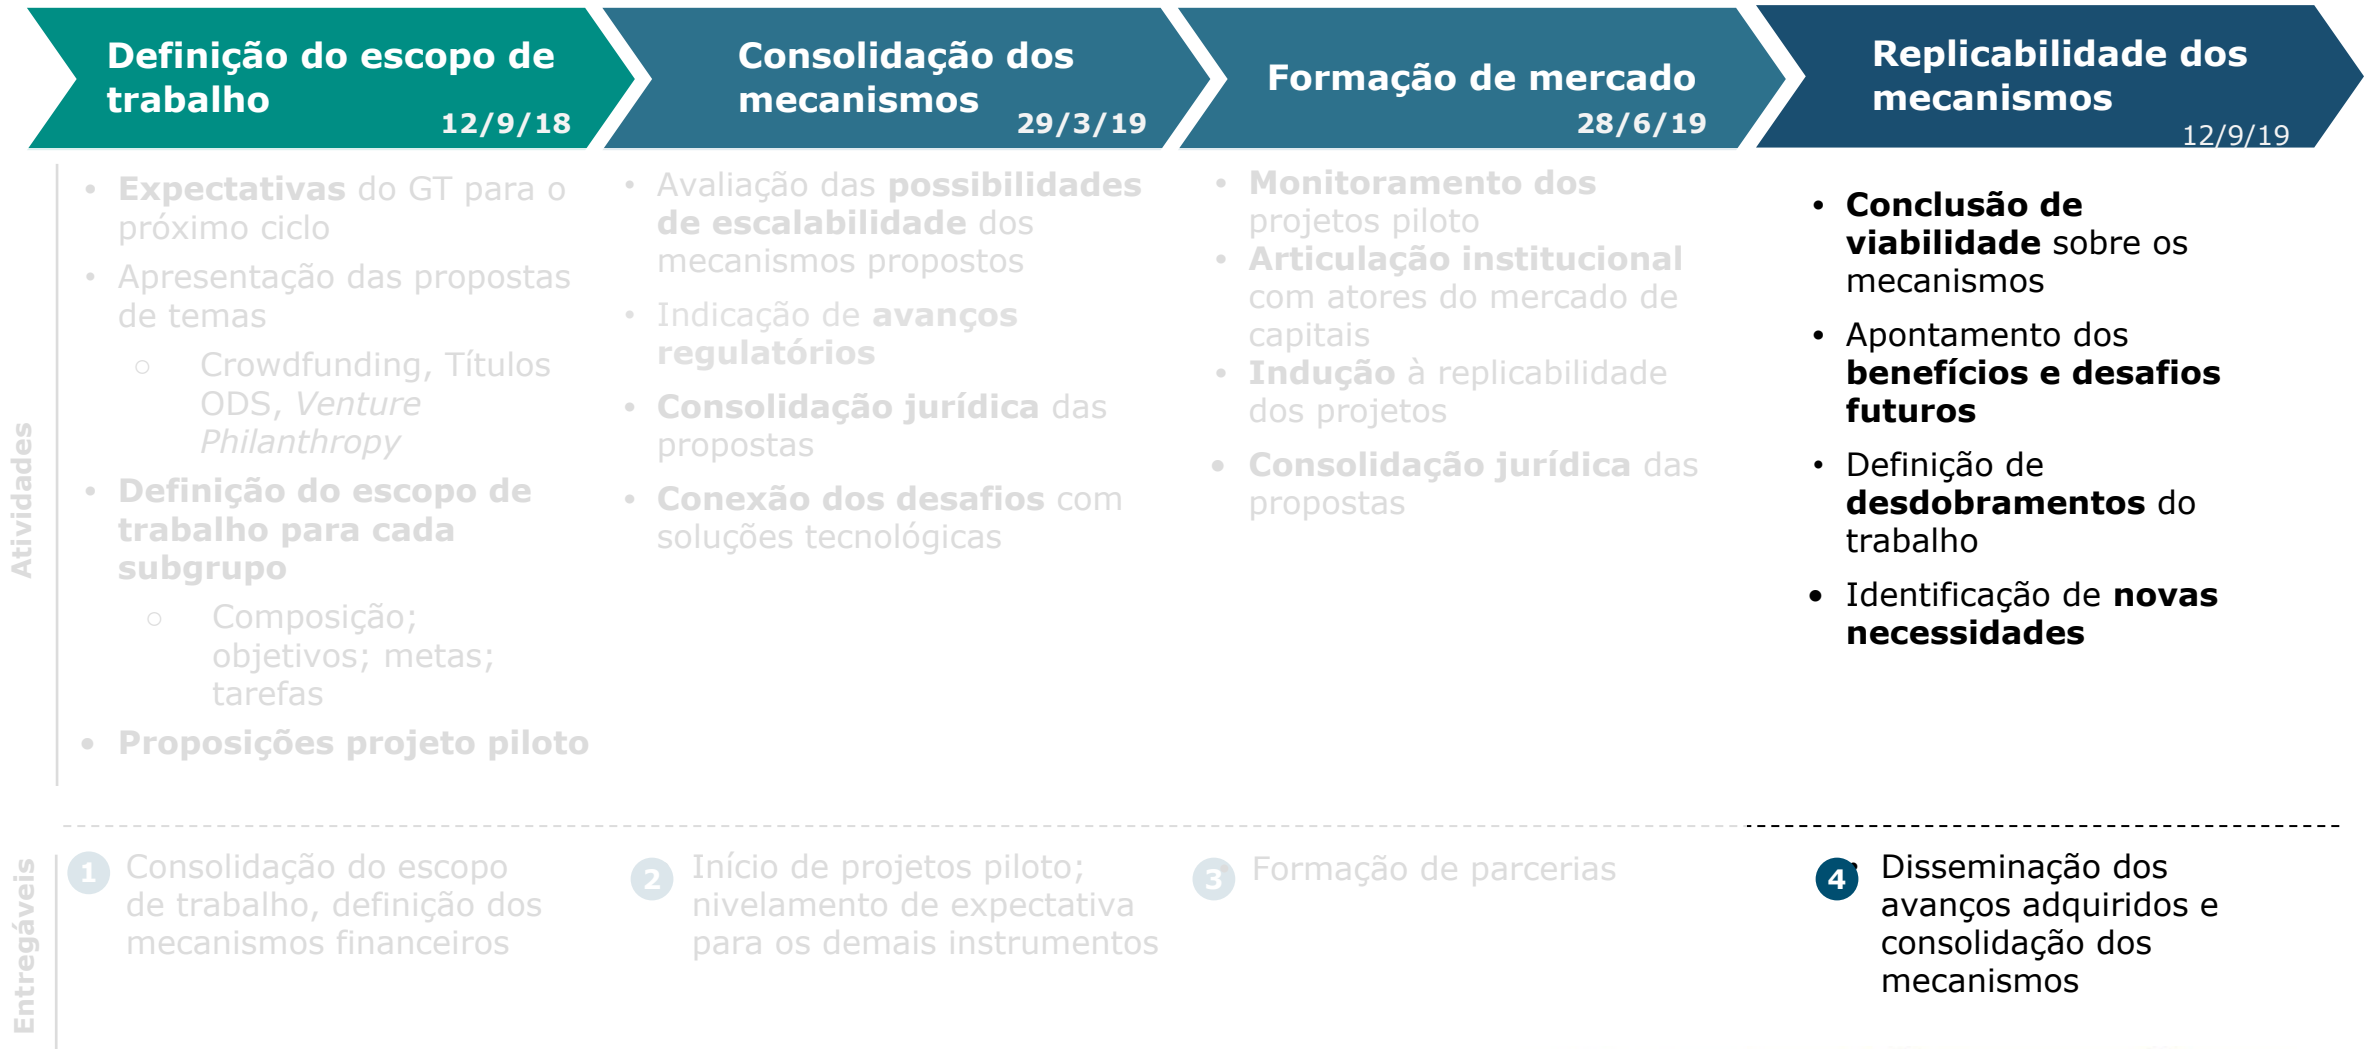 Definição do escopo de
trabalho
12/9/18
Consolidação dos
mecanismos
29/3/19
Formação de mercado
28/6/19
Replicabilidade dos
mecanismos
12/9/19
Atividades
• Expectativas do GT para o
próximo ciclo
• Apresentação das propostas
de temas
○ Crowdfunding, Títulos
ODS, Venture
Philanthropy
• Definição do escopo de
trabalho para cada
subgrupo
○ Composição;
objetivos; metas;
tarefas
• Proposições projeto piloto
• Avaliação das possibilidades
de escalabilidade dos
mecanismos propostos
• Indicação de avanços
regulatórios
• Consolidação jurídica das
propostas
• Conexão dos desafios com
soluções tecnológicas
• Monitoramento dos
projetos piloto
• Articulação institucional
com atores do mercado de
capitais
• Indução à replicabilidade
dos projetos
• Consolidação jurídica das
propostas
• Conclusão de
viabilidade sobre os
mecanismos
• Apontamento dos
benefícios e desafios
futuros
• Definição de
desdobramentos do
trabalho
• Identificação de novas
necessidades
Entregáveis
1 Consolidação do escopo
de trabalho, definição dos
mecanismos financeiros
2 Início de projetos piloto;
nivelamento de expectativa
para os demais instrumentos
3 Formação de parcerias
4 Disseminação dos
avanços adquiridos e
consolidação dos
mecanismos